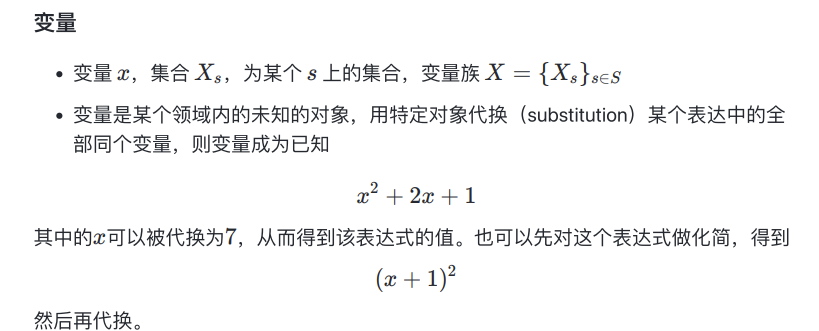 变量
• 变量 x，集合 Xₛ，为某个 s 上的集合，变量族 X = {Xₛ}ₛ∈S
• 变量是某个领域内的未知的对象，用特定对象代换（substitution）某个表达中的全
部同个变量，则变量成为已知
x² + 2x + 1
其中的x可以被代换为7，从而得到该表达式的值。也可以先对这个表达式做化简，得到
(x + 1)²
然后再代换。